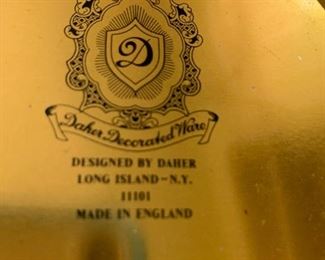 D
Daher Decorated Ware
DESIGNED BY DAHER
LONG ISLAND-N.Y.
11101
MADE IN ENGLAND